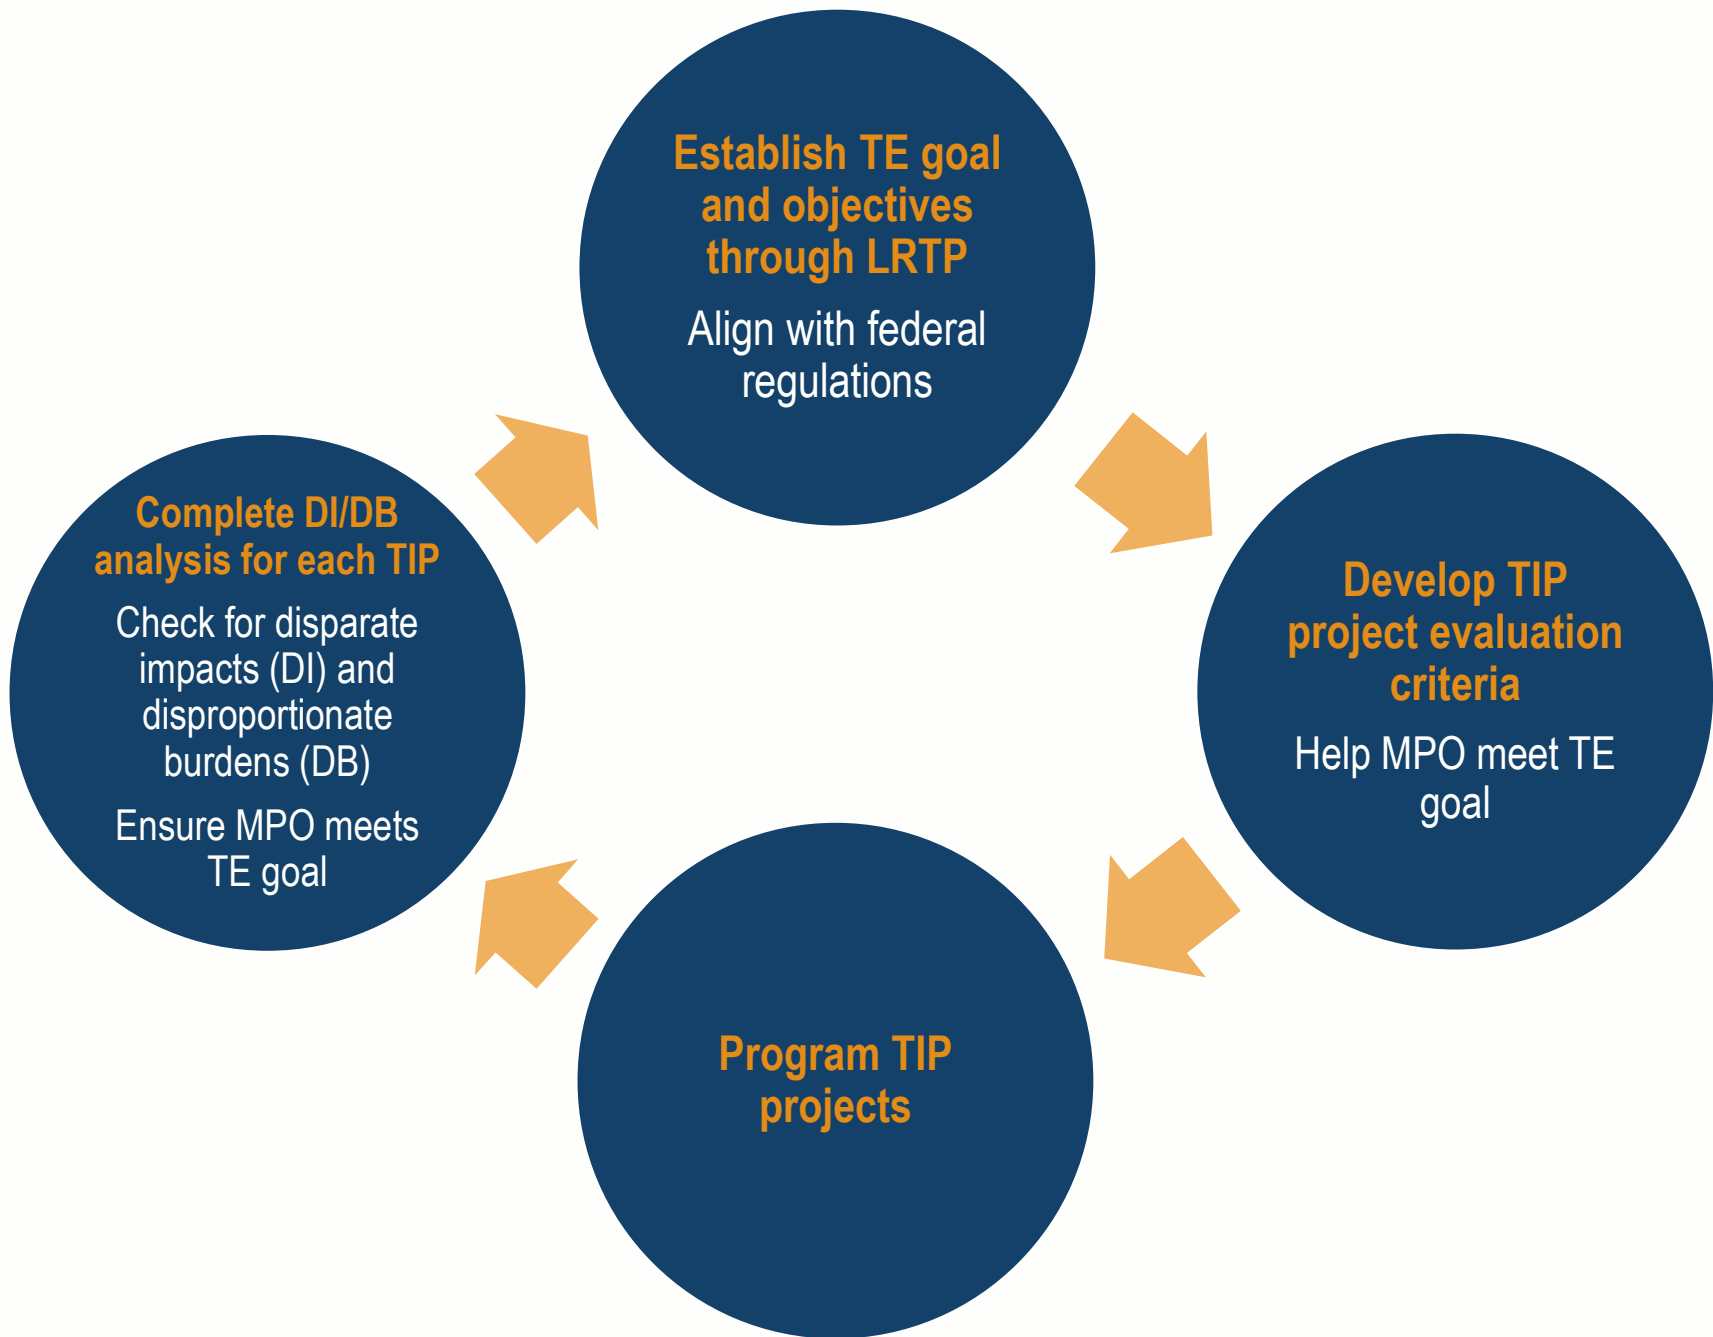 Establish TE goal
and objectives
through LRTP
Align with federal
regulations
Develop TIP
project evaluation
criteria
Help MPO meet TE
goal
Program TIP
projects
Complete DI/DB
analysis for each TIP
Check for disparate
impacts (DI) and
disproportionate
burdens (DB)
Ensure MPO meets
TE goal